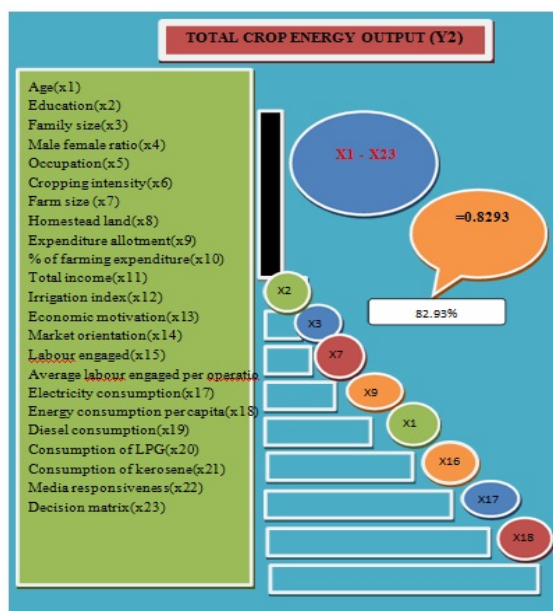 TOTAL CROP ENERGY OUTPUT (Y2)
Age(x1)
Education(x2)
Family size(x3)
Male female ratio(x4)
Occupation(x5)
Cropping intensity(x6)
Farm size (x7)
Homestead land(x8)
Expenditure allotment(x9)
% of farming expenditure(x10)
Total income(x11)
Irrigation index(x12)
Economic motivation(x13)
Market orientation(x14)
Labour engaged(x15)
Average labour engaged per operatio
Electricity consumption(x17)
Energy consumption per capita(x18)
Diesel consumption(x19)
Consumption of LPG(x20)
Consumption of kerosene(x21)
Media responsiveness(x22)
Decision matrix(x23)
X1 - X23
=0.8293
82.93%
X2
X3
X7
X9
X1
X16
X17
X18